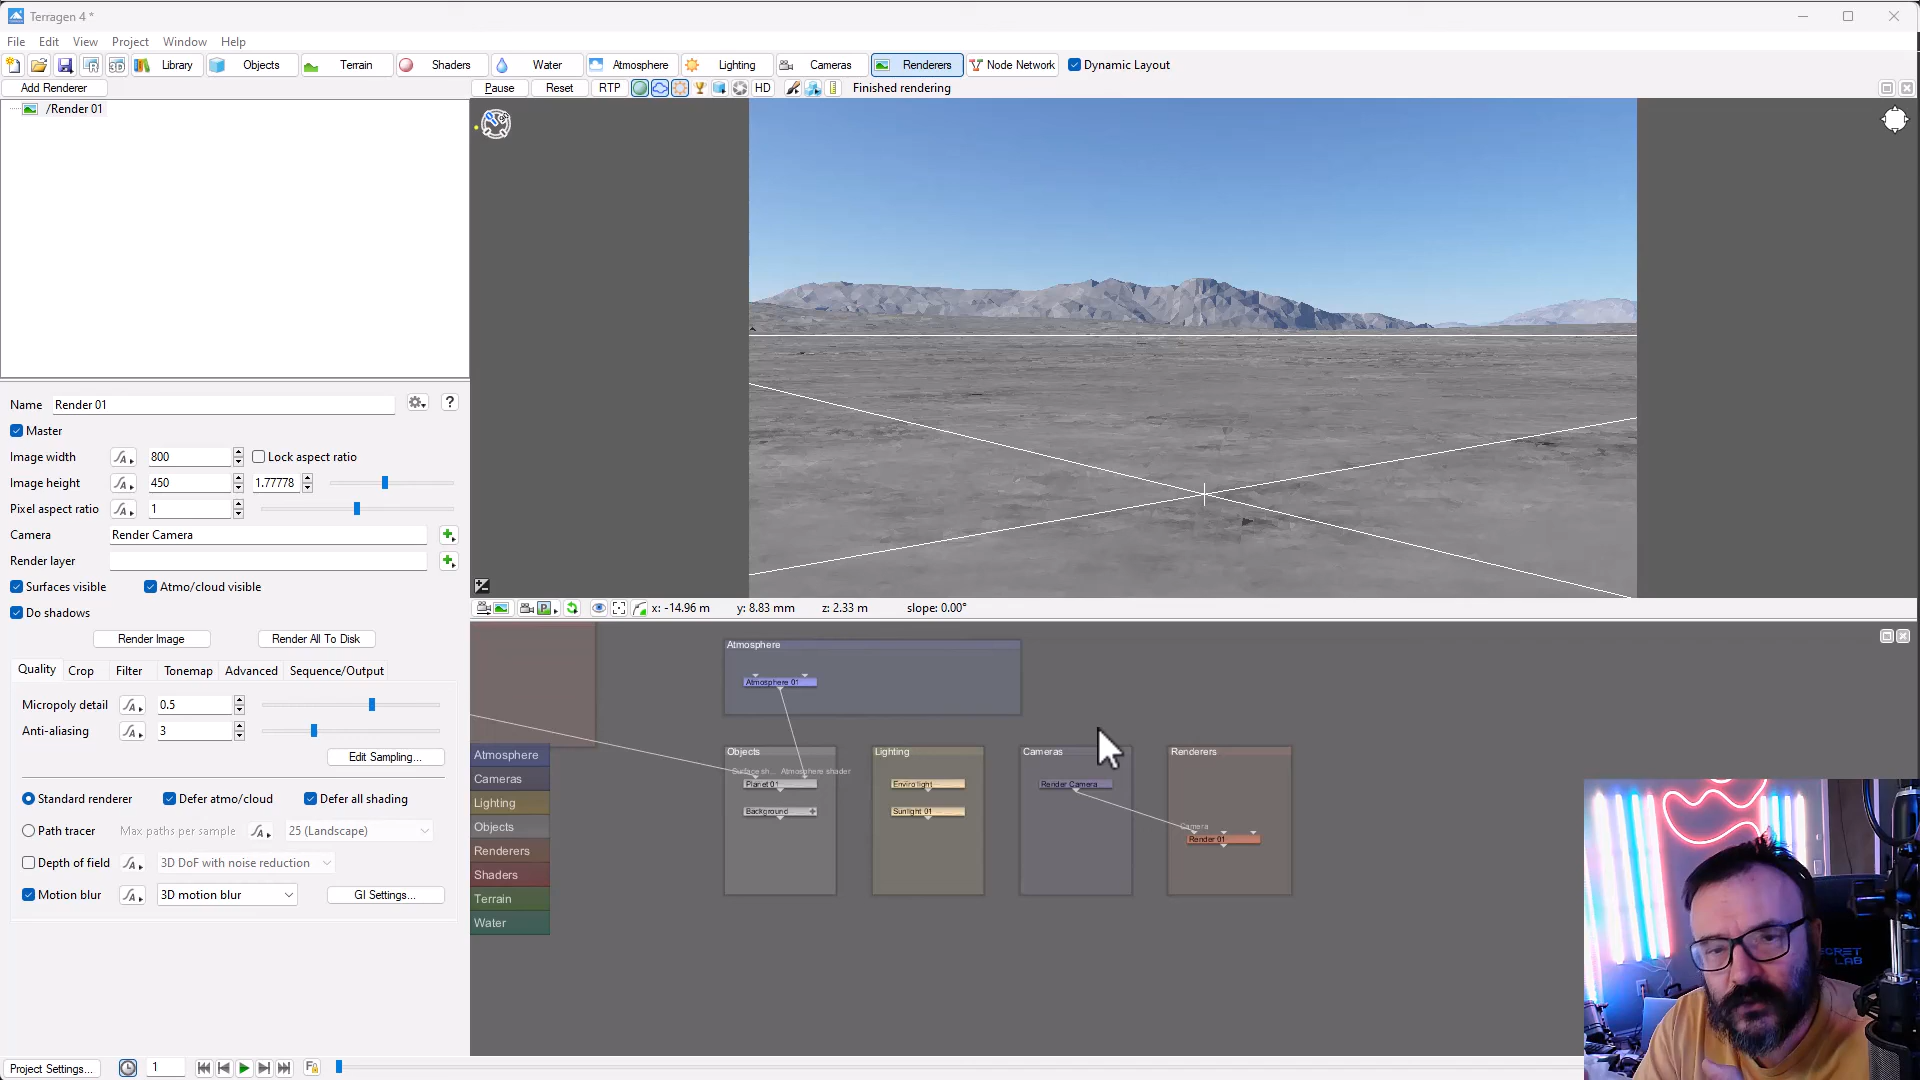 Terragen 4 *
File Edit View Project Window Help
Library Objects Terrain Shaders Water Atmosphere Lighting Cameras Renderers Node Network Dynamic Layout
Add Renderer
Pause Reset RTP HD Finished rendering
/Render 01
Name Render 01
Master
Image width 800 Lock aspect ratio
Image height 450 1.77778
Pixel aspect ratio 1
Camera Render Camera
Render layer
Surfaces visible Atmo/cloud visible
Do shadows
Render Image Render All To Disk
Quality Crop Filter Tonemap Advanced Sequence/Output
Micropoly detail 0.5
Anti-aliasing 3
Edit Sampling...
Standard renderer Defer atmo/cloud Defer all shading
Path tracer Max paths per sample 25 (Landscape)
Depth of field 3D DoF with noise reduction
Motion blur 3D motion blur GI Settings...
x: -14.96 m y: 8.83 mm z: 2.33 m slope: 0.00°
Atmosphere
Atmosphere 01
Objects
Surface sh... Atmosphere shader
Planet 01
Background
Lighting
Enviro light
Sunlight 01
Cameras
Render Camera
Renderers
Camera
Render 01
Atmosphere
Cameras
Lighting
Objects
Renderers
Shaders
Terrain
Water
Project Settings... 1